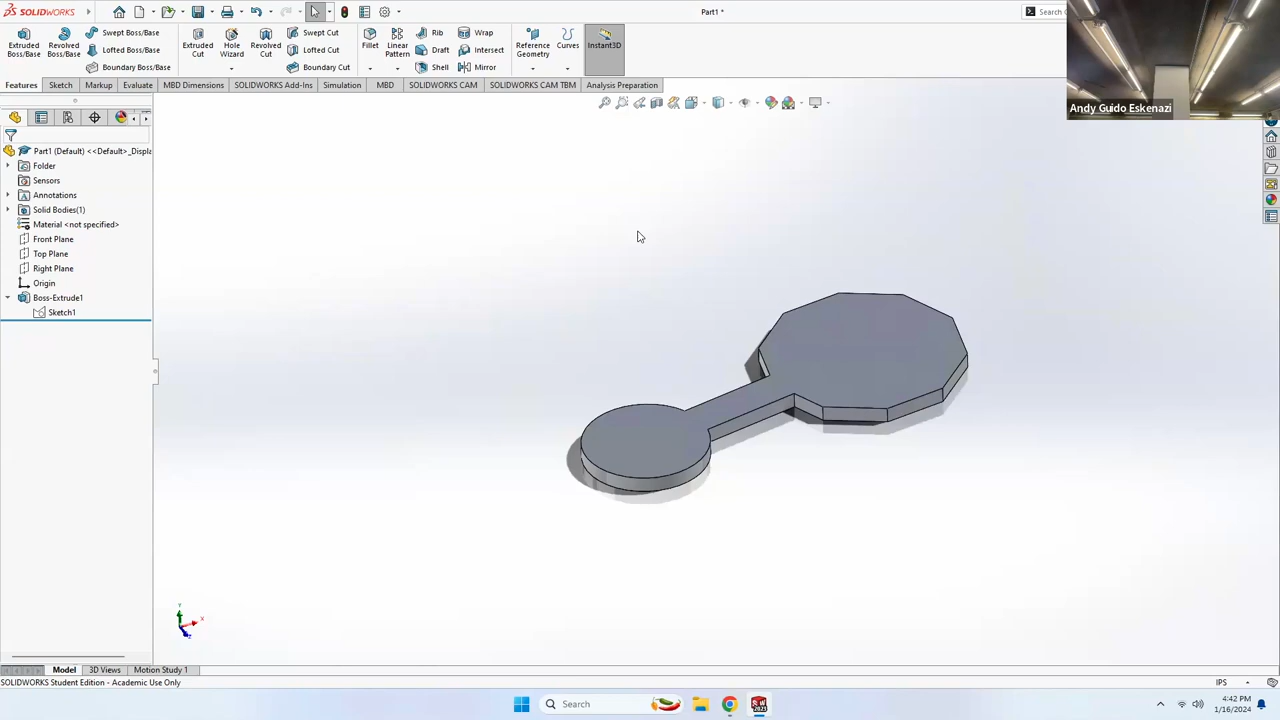 SOLIDWORKS
Part1 *
Search
Extruded Boss/Base
Revolved Boss/Base
Swept Boss/Base
Lofted Boss/Base
Boundary Boss/Base
Extruded Cut
Hole Wizard
Revolved Cut
Swept Cut
Lofted Cut
Boundary Cut
Fillet
Linear Pattern
Rib
Draft
Shell
Wrap
Intersect
Mirror
Reference Geometry
Curves
Instant3D
Andy Guido Eskenazi
Features
Sketch
Markup
Evaluate
MBD Dimensions
SOLIDWORKS Add-Ins
Simulation
MBD
SOLIDWORKS CAM
SOLIDWORKS CAM TBM
Analysis Preparation
Part1 (Default) <<Default>_Displa
Folder
Sensors
Annotations
Solid Bodies(1)
Material <not specified>
Front Plane
Top Plane
Right Plane
Origin
Boss-Extrude1
Sketch1
Y
X
Z
Model
3D Views
Motion Study 1
SOLIDWORKS Student Edition - Academic Use Only
IPS
Search
4:42 PM
1/16/2024